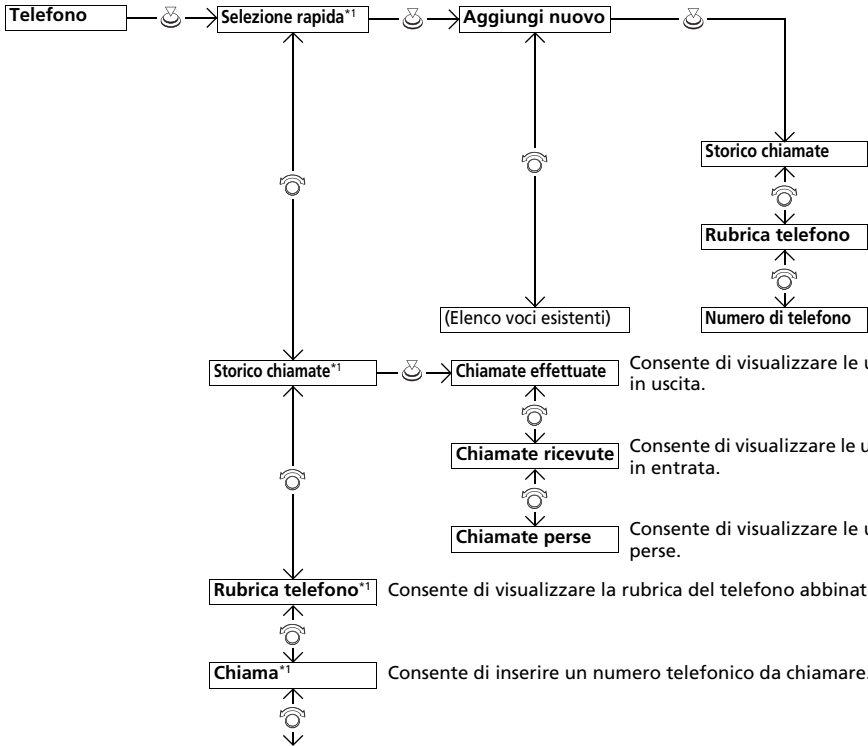 Telefono
Selezione rapida*1
Aggiungi nuovo
Storico chiamate
Rubrica telefono
(Elenco voci esistenti)
Numero di telefono
Storico chiamate*1
Chiamate effettuate
Consente di visualizzare le u
in uscita.
Chiamate ricevute
Consente di visualizzare le u
in entrata.
Chiamate perse
Consente di visualizzare le u
perse.
Rubrica telefono*1
Consente di visualizzare la rubrica del telefono abbinat
Chiama*1
Consente di inserire un numero telefonico da chiamare.